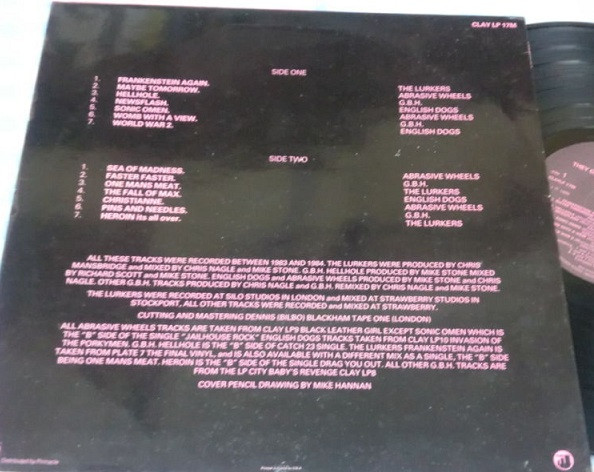 CLAY LP 17M
SIDE ONE
1. FRANKENSTEIN AGAIN. THE LURKERS
2. MAYBE TOMORROW. ABRASIVE WHEELS
3. HELLHOLE. G.B.H.
4. NEWSFLASH. ENGLISH DOGS
5. SONIC OMEN. ABRASIVE WHEELS
6. WOMB WITH A VIEW. G.B.H.
7. WORLD WAR 2. ENGLISH DOGS
SIDE TWO
1. SEA OF MADNESS. ABRASIVE WHEELS
2. FASTER FASTER. G.B.H.
3. ONE MANS MEAT. THE LURKERS
4. THE FALL OF MAX. ENGLISH DOGS
5. CHRISTIANNE. ABRASIVE WHEELS
6. PINS AND NEEDLES. G.B.H.
7. HEROIN its all over. THE LURKERS
ALL THESE TRACKS WERE RECORDED BETWEEN 1983 AND 1984. THE LURKERS WERE PRODUCED BY CHRIS
MANSBRIDGE and MIXED BY CHRIS NAGLE and MIKE STONE. G.B.H. HELLHOLE PRODUCED BY MIKE STONE MIXED
BY RICHARD SCOTT and MIKE STONE. ENGLISH DOGS and ABRASIVE WHEELS PRODUCED BY MIKE STONE and CHRIS
NAGLE. OTHER G.B.H. TRACKS PRODUCED BY CHRIS NAGLE and G.B.H. REMIXED BY CHRIS NAGLE and MIKE STONE.
THE LURKERS WERE RECORDED AT SILO STUDIOS IN LONDON and MIXED AT STRAWBERRY STUDIOS IN
STOCKPORT, ALL OTHER TRACKS WERE RECORDED and MIXED AT STRAWBERRY.
CUTTING AND MASTERING DENNIS (BILBO) BLACKHAM TAPE ONE (LONDON)
ALL ABRASIVE WHEELS TRACKS ARE TAKEN FROM CLAY LP9 BLACK LEATHER GIRL EXCEPT SONIC OMEN WHICH IS
THE "B" SIDE OF THE SINGLE "JAILHOUSE ROCK" ENGLISH DOGS TRACKS TAKEN FROM CLAY LP10 INVASION OF
THE PORKYMEN. G.B.H. HELLHOLE IS THE "B" SIDE OF CATCH 23 SINGLE. THE LURKERS FRANKENSTEIN AGAIN IS
TAKEN FROM PLATE 7 THE FINAL VINYL, and IS ALSO AVAILABLE WITH A DIFFERENT MIX AS A SINGLE, THE "B" SIDE
BEING ONE MANS MEAT. HEROIN IS THE "B" SIDE OF THE SINGLE DRAG YOU OUT. ALL OTHER G.B.H. TRACKS ARE
FROM THE LP CITY BABY'S REVENGE CLAY LP8
COVER PENCIL DRAWING BY MIKE HANNAN
Distributed by Pinnacle